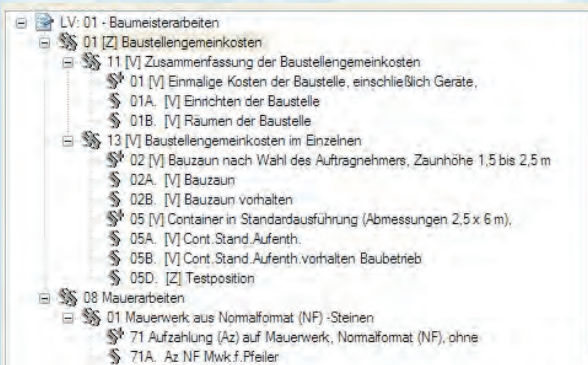 LV: 01 - Baumeisterarbeiten
01 [Z] Baustellengemeinkosten
11 [V] Zusammenfassung der Baustellengemeinkosten
01 [V] Einmalige Kosten der Baustelle, einschließlich Geräte,
01A. [V] Einrichten der Baustelle
01B. [V] Räumen der Baustelle
13 [V] Baustellengemeinkosten im Einzelnen
02 [V] Bauzaun nach Wahl des Auftragnehmers, Zaunhöhe 1,5 bis 2,5 m
02A. [V] Bauzaun
02B. [V] Bauzaun vorhalten
05 [V] Container in Standardausführung (Abmessungen 2,5 x 6 m),
05A. [V] Cont.Stand.Aufenth.
05B. [V] Cont.Stand.Aufenth.vorhalten Baubetrieb
05D. [Z] Testposition
08 Mauerarbeiten
01 Mauerwerk aus Normalformat (NF) -Steinen
71 Aufzahlung (Az) auf Mauerwerk, Normalformat (NF), ohne
71A. Az NF Mwk.f.Pfeiler